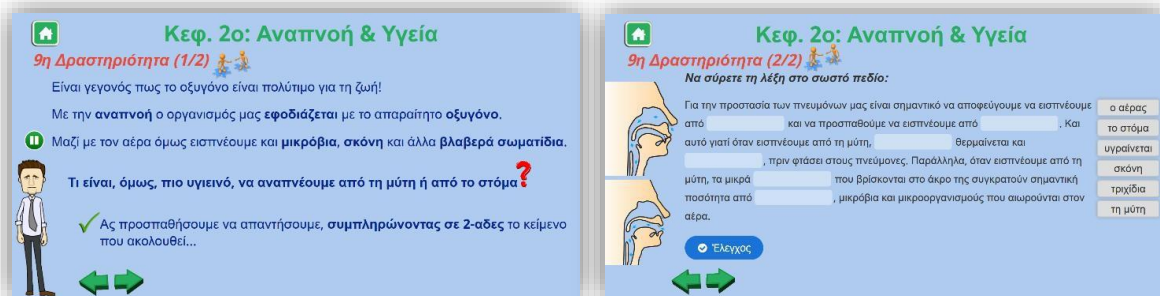 Κεφ. 2ο: Αναπνοή & Υγεία
9η Δραστηριότητα (1/2)
Είναι γεγονός πως το οξυγόνο είναι πολύτιμο για τη ζωή!
Με την αναπνοή ο οργανισμός μας εφοδιάζεται με το απαραίτητο οξυγόνο.
Μαζί με τον αέρα όμως εισπνέουμε και μικρόβια, σκόνη και άλλα βλαβερά σωματίδια.
Τι είναι, όμως, πιο υγιεινό, να αναπνέουμε από τη μύτη ή από το στόμα?
Ας προσπαθήσουμε να απαντήσουμε, συμπληρώνοντας σε 2-αδες το κείμενο
που ακολουθεί...
Κεφ. 2ο: Αναπνοή & Υγεία
9η Δραστηριότητα (2/2)
Να σύρετε τη λέξη στο σωστό πεδίο:
Για την προστασία των πνευμόνων μας είναι σημαντικό να αποφεύγουμε να εισπνέουμε
από και να προσπαθούμε να εισπνέουμε από . Και
αυτό γιατί όταν εισπνέουμε από τη μύτη, θερμαίνεται και
, πριν φτάσει στους πνεύμονες. Παράλληλα, όταν εισπνέουμε από τη
μύτη, τα μικρά που βρίσκονται στο άκρο της συγκρατούν σημαντική
ποσότητα από , μικρόβια και μικροοργανισμούς που αιωρούνται στον
αέρα.
Έλεγχος
ο αέρας
το στόμα
υγραίνεται
σκόνη
τριχίδια
τη μύτη